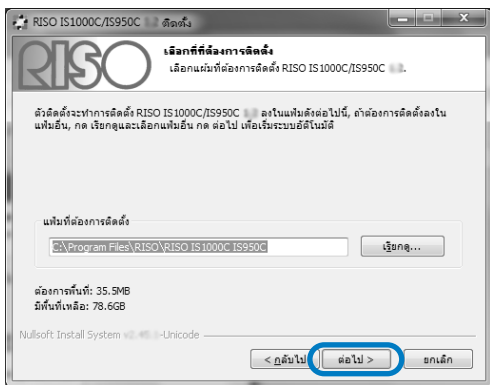 RISO IS1000C/IS950C ติดตั้ง
RISO
เลือกที่ที่ต้องการติดตั้ง
เลือกแฟ้มที่ต้องการติดตั้ง RISO IS1000C/IS950C
ตัวติดตั้งจะทำการติดตั้ง RISO IS1000C/IS950C ลงในแฟ้มดังต่อไปนี้, ถ้าต้องการติดตั้งลงใน
แฟ้มอื่น, กด เรียกดูและเลือกแฟ้มอื่น กด ต่อไป เพื่อเริ่มระบบอัติโนมัติ
แฟ้มที่ต้องการติดตั้ง
C:\Program Files\RISO\RISO IS1000C IS950C
เรียกดู...
ต้องการพื้นที่: 35.5MB
มีพื้นที่เหลือ: 78.6GB
Nullsoft Install System -Unicode
< กลับไป
ต่อไป >
ยกเลิก